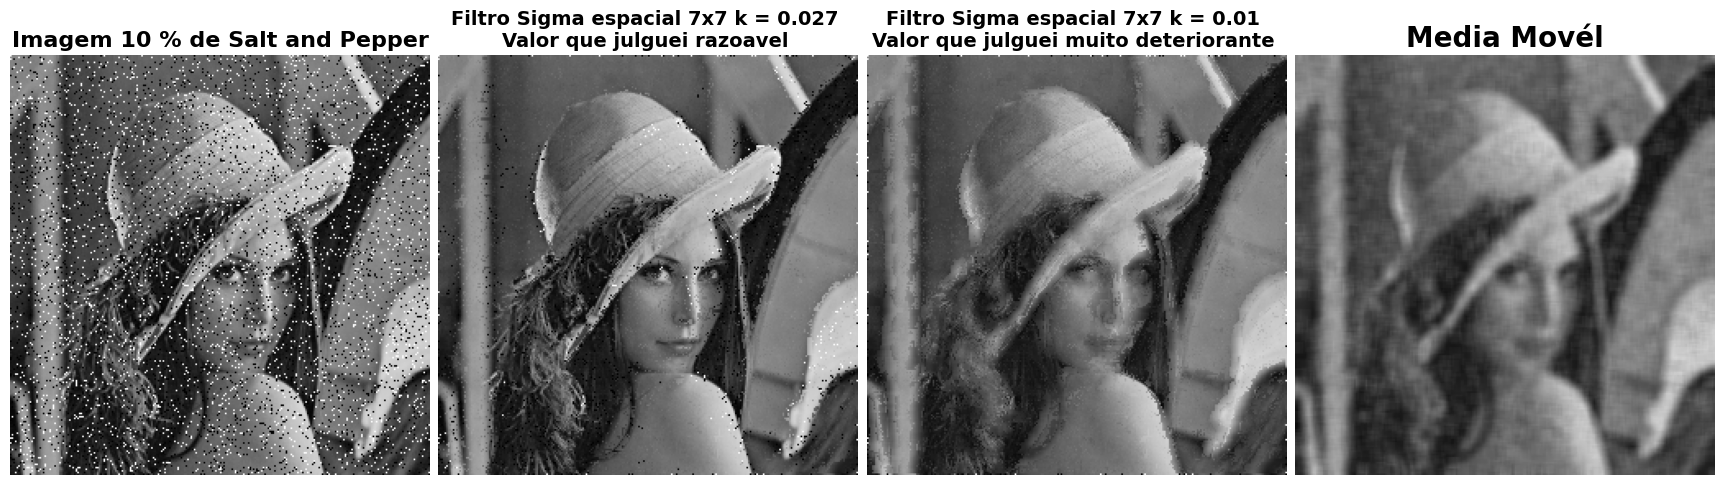 Imagem 10 % de Salt and Pepper
Filtro Sigma espacial 7x7 k = 0.027
Valor que julguei razoavel
Filtro Sigma espacial 7x7 k = 0.01
Valor que julguei muito deteriorante
Media Movél